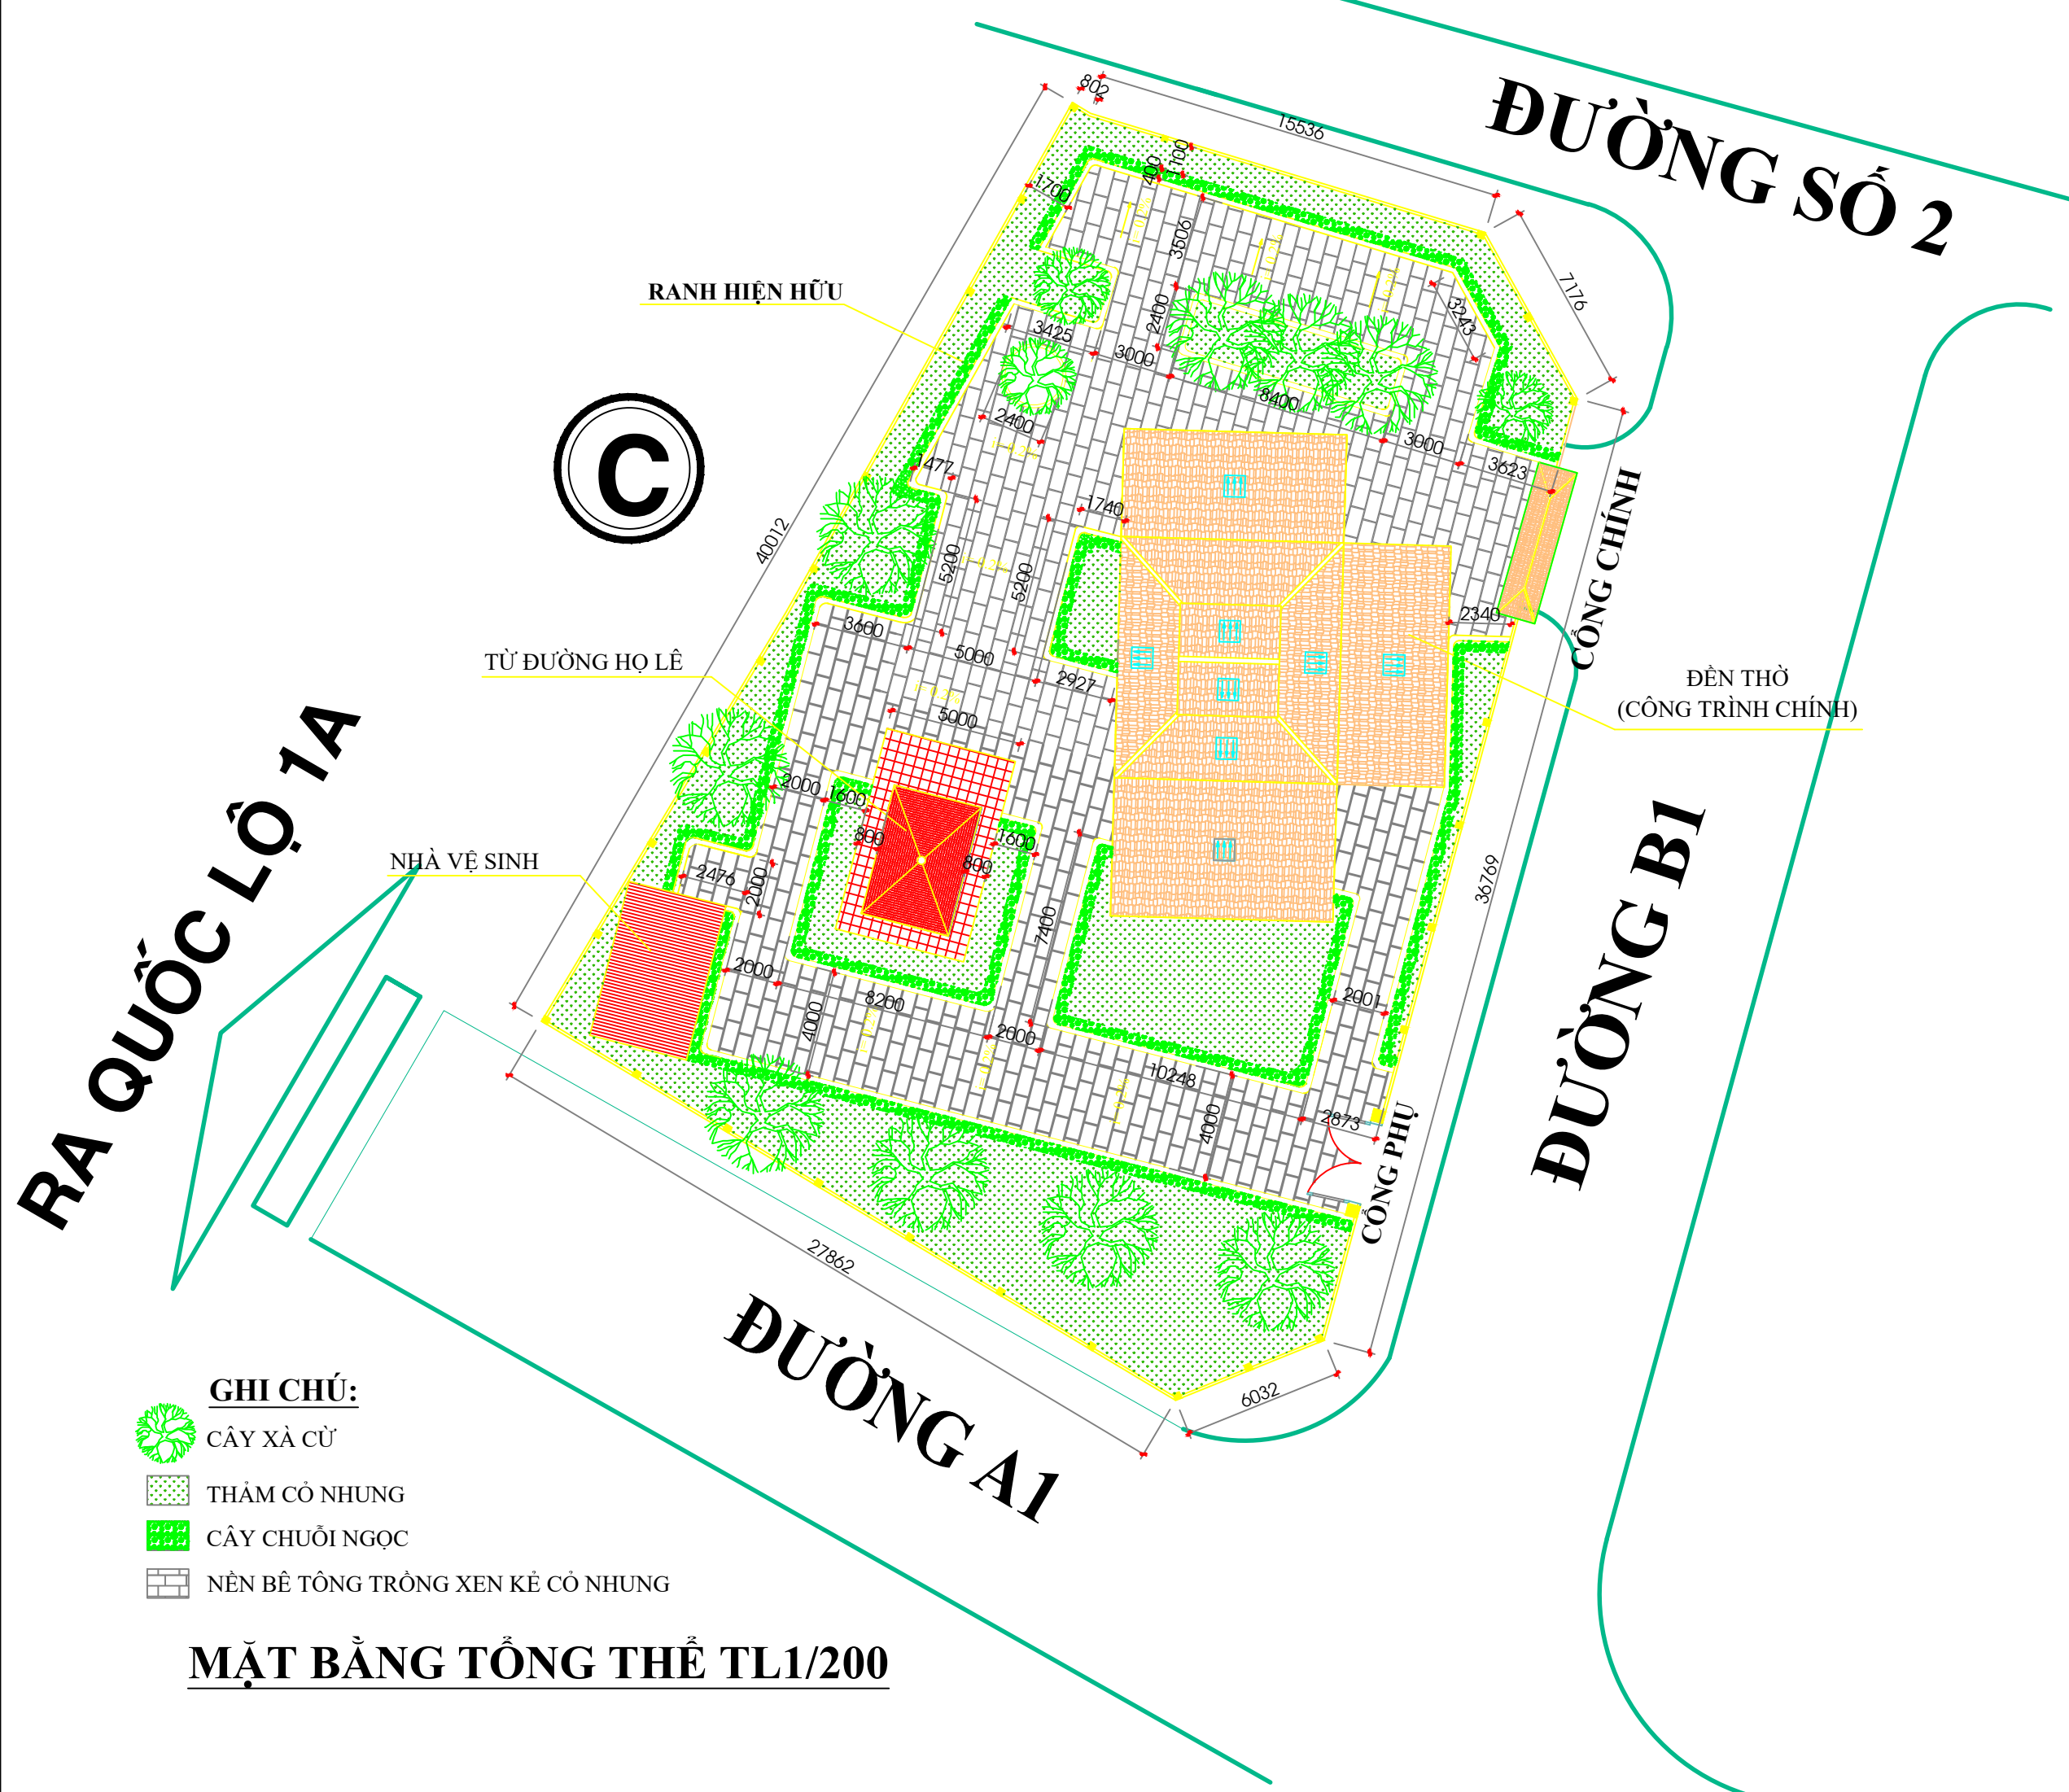 ĐƯỜNG SỐ 2
802
15536
400
1100
1700
3506
7176
RANH HIỆN HỮU
3243
2400
3425
3000
8400
2400
3000
3623
1477
C
1740
CỔNG CHÍNH
40012
5200
5200
3600
2340
5000
2927
TỪ ĐƯỜNG HỌ LÊ
ĐỀN THỜ
(CÔNG TRÌNH CHÍNH)
i=0.2%
5000
RA QUỐC LỘ 1A
2000
1600
800
1600
800
NHÀ VỆ SINH
2476
2000
36769
ĐƯỜNG B1
7400
2000
8200
4000
2000
2001
10248
4000
2873
CỔNG PHỤ
27862
ĐƯỜNG A1
6032
GHI CHÚ:
CÂY XÀ CỪ
THẢM CỎ NHUNG
CÂY CHUỖI NGỌC
NỀN BÊ TÔNG TRỒNG XEN KẺ CỎ NHUNG
MẶT BẰNG TỔNG THỂ TL1/200